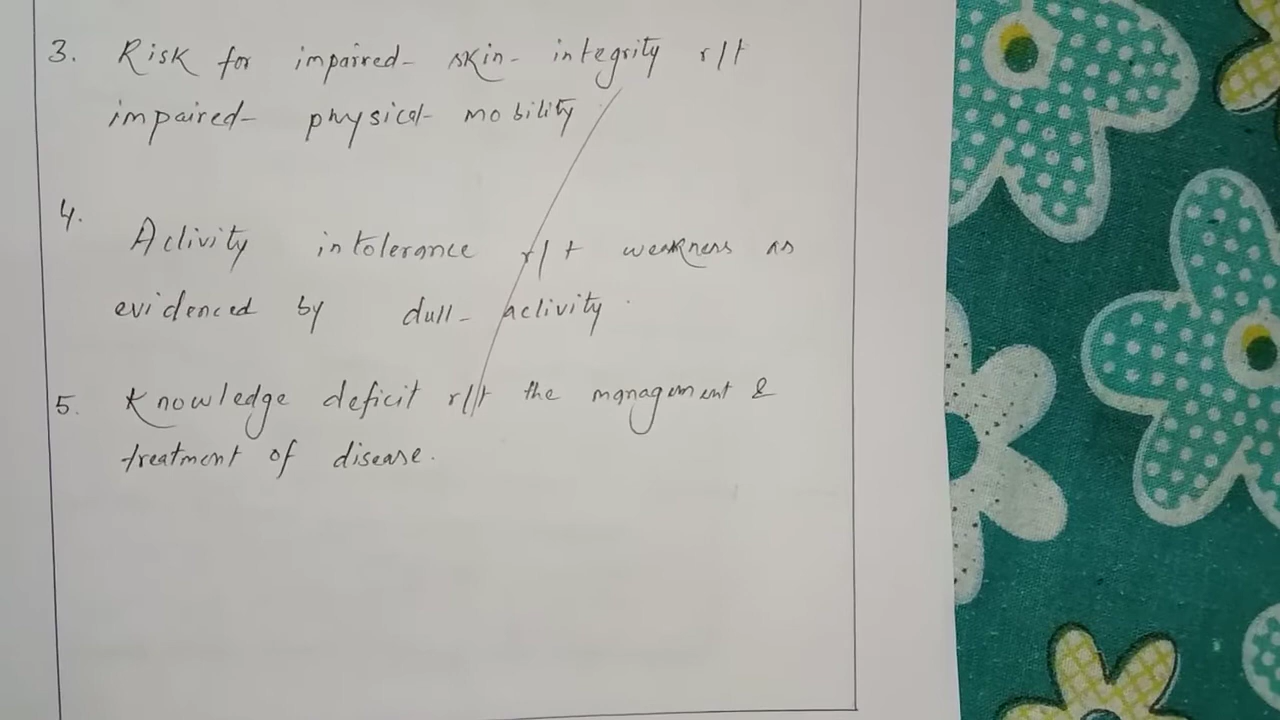 3. Risk for impaired skin integrity r/t
impaired physical mobility
4. Activity intolerance r/t weakness as
evidenced by dull activity.
5. Knowledge deficit r/t the management &
treatment of disease.